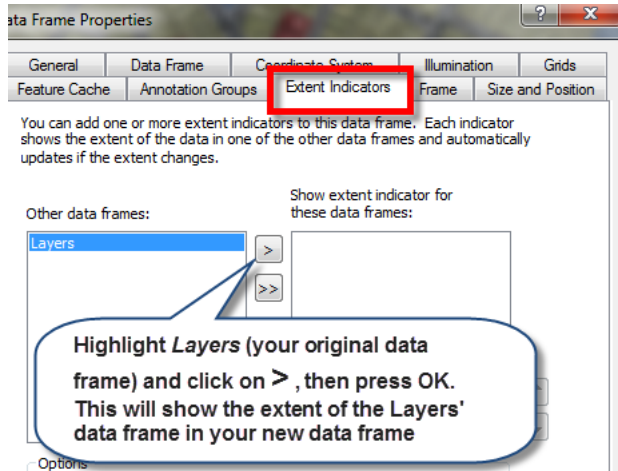 ata Frame Properties
? X
General Data Frame Coordinate System Illumination Grids
Feature Cache Annotation Groups Extent Indicators Frame Size and Position
You can add one or more extent indicators to this data frame. Each indicator
shows the extent of the data in one of the other data frames and automatically
updates if the extent changes.
Show extent indicator for
these data frames:
Other data frames:
Layers
>
>>
Highlight Layers (your original data
frame) and click on > , then press OK.
This will show the extent of the Layers'
data frame in your new data frame
Options